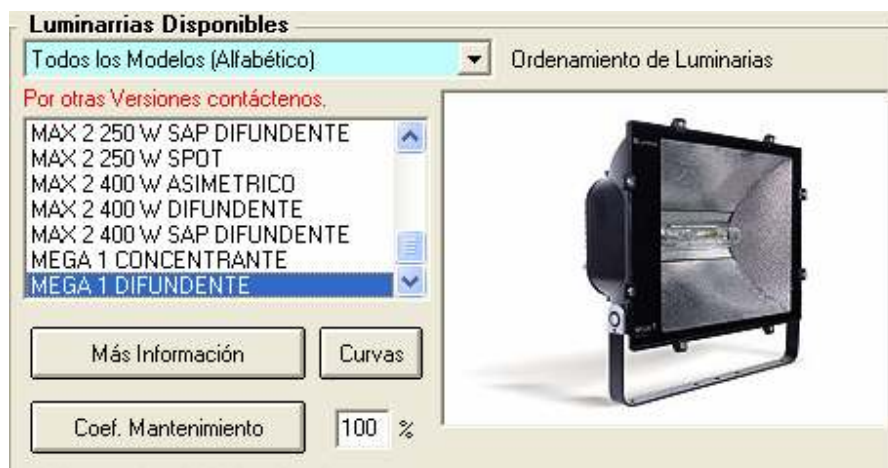 Luminarrias Disponibles
Todos los Modelos (Alfabético)
Ordenamiento de Luminarias
Por otras Versiones contáctenos.
MAX 2 250 W SAP DIFUNDENTE
MAX 2 250 W SPOT
MAX 2 400 W ASIMETRICO
MAX 2 400 W DIFUNDENTE
MAX 2 400 W SAP DIFUNDENTE
MEGA 1 CONCENTRANTE
MEGA 1 DIFUNDENTE
Más Información
Curvas
Coef. Mantenimiento
100 %